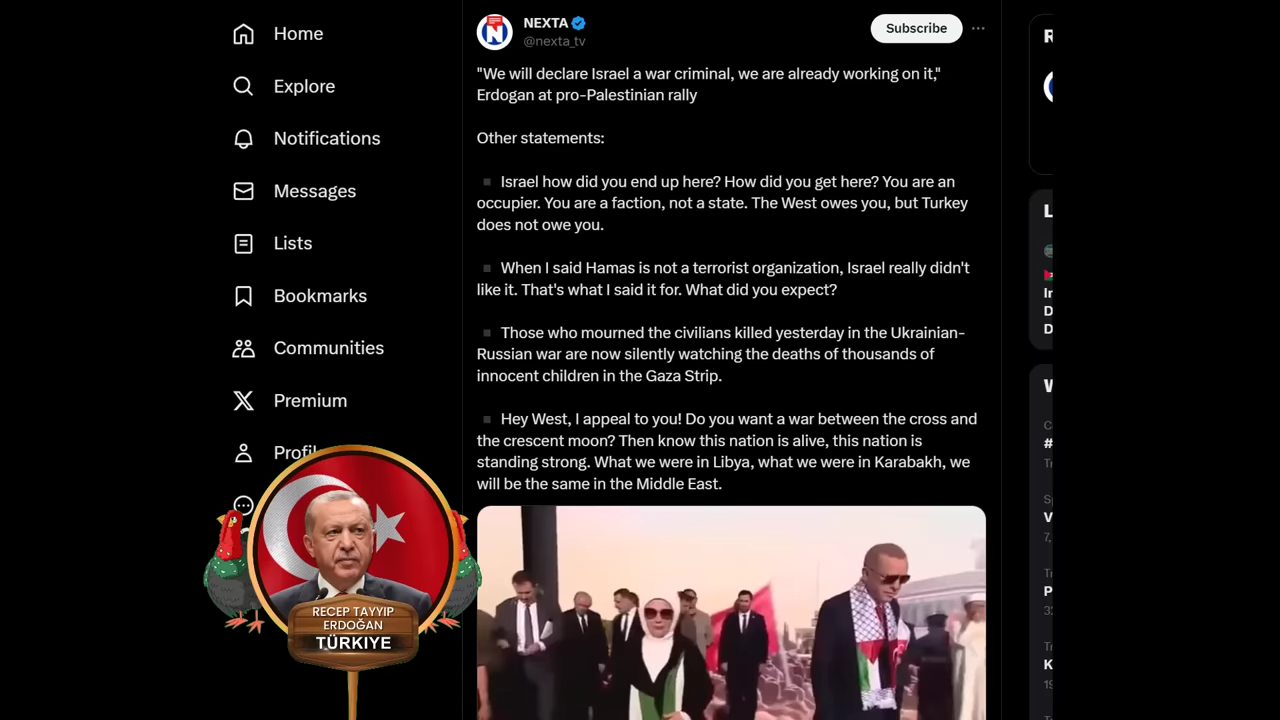 Home
Explore
Notifications
Messages
Lists
Bookmarks
Communities
Premium
Profil
NEXTA
@nexta_tv
Subscribe
"We will declare Israel a war criminal, we are already working on it,"
Erdogan at pro-Palestinian rally
Other statements:
▪ Israel how did you end up here? How did you get here? You are an
occupier. You are a faction, not a state. The West owes you, but Turkey
does not owe you.
▪ When I said Hamas is not a terrorist organization, Israel really didn't
like it. That's what I said it for. What did you expect?
▪ Those who mourned the civilians killed yesterday in the Ukrainian-
Russian war are now silently watching the deaths of thousands of
innocent children in the Gaza Strip.
▪ Hey West, I appeal to you! Do you want a war between the cross and
the crescent moon? Then know this nation is alive, this nation is
standing strong. What we were in Libya, what we were in Karabakh, we
will be the same in the Middle East.
RECEP TAYYIP
ERDOĞAN
TÜRKIYE